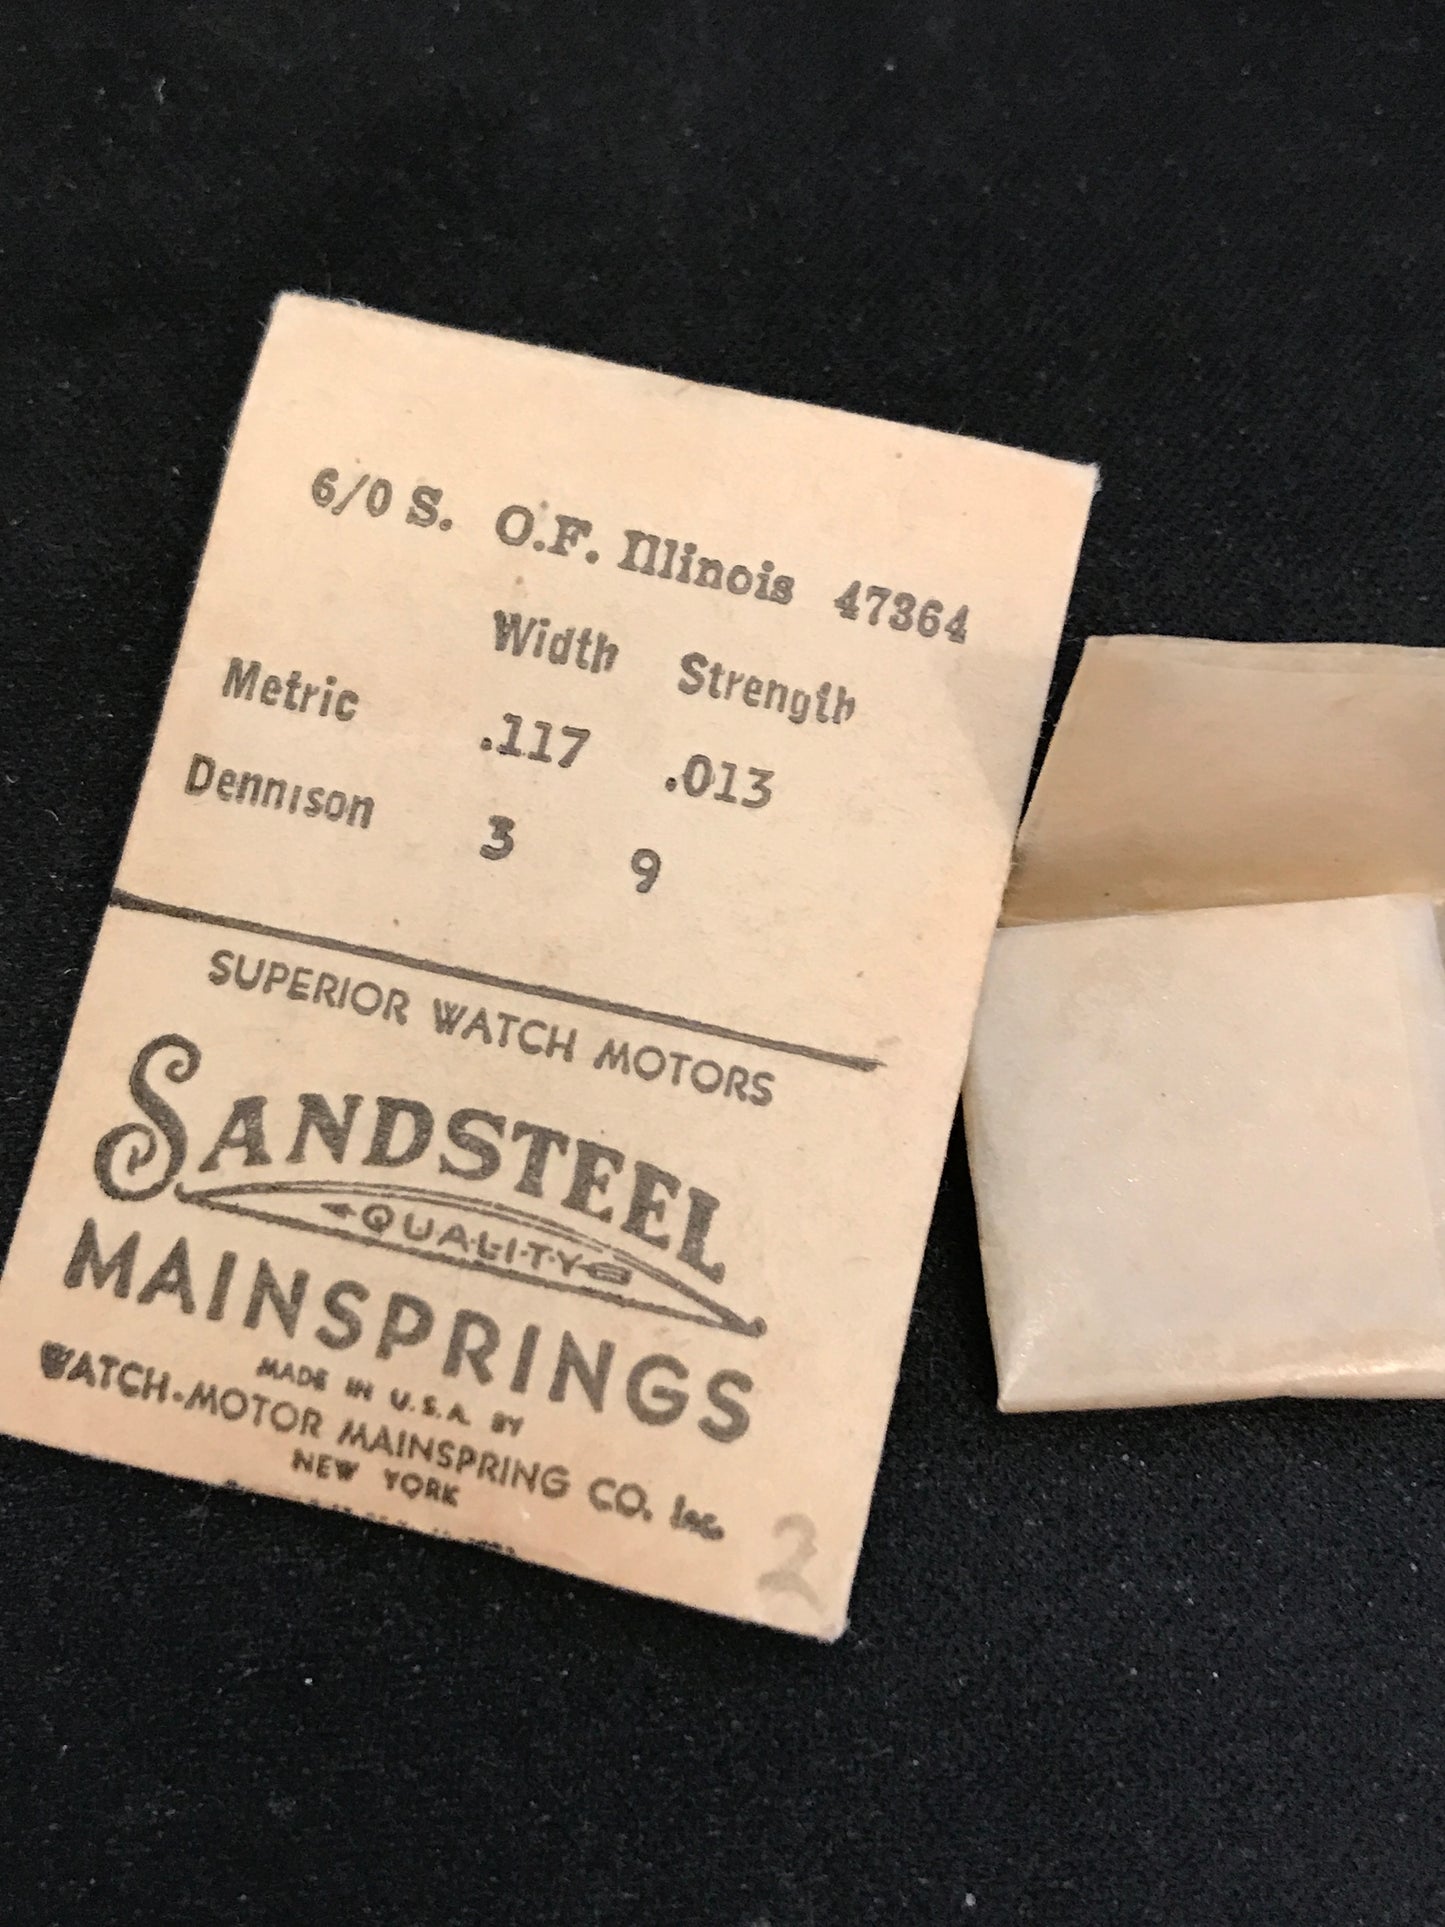 6/0 S. O.F. Illinois 47364
Width Strength
Metric .117 .013
Dennison 3 9
SUPERIOR WATCH MOTORS
SANDSTEEL
QUALITY
MAINSPRINGS
MADE IN U.S.A. BY
WATCH-MOTOR MAINSPRING CO. Inc.
NEW YORK
2